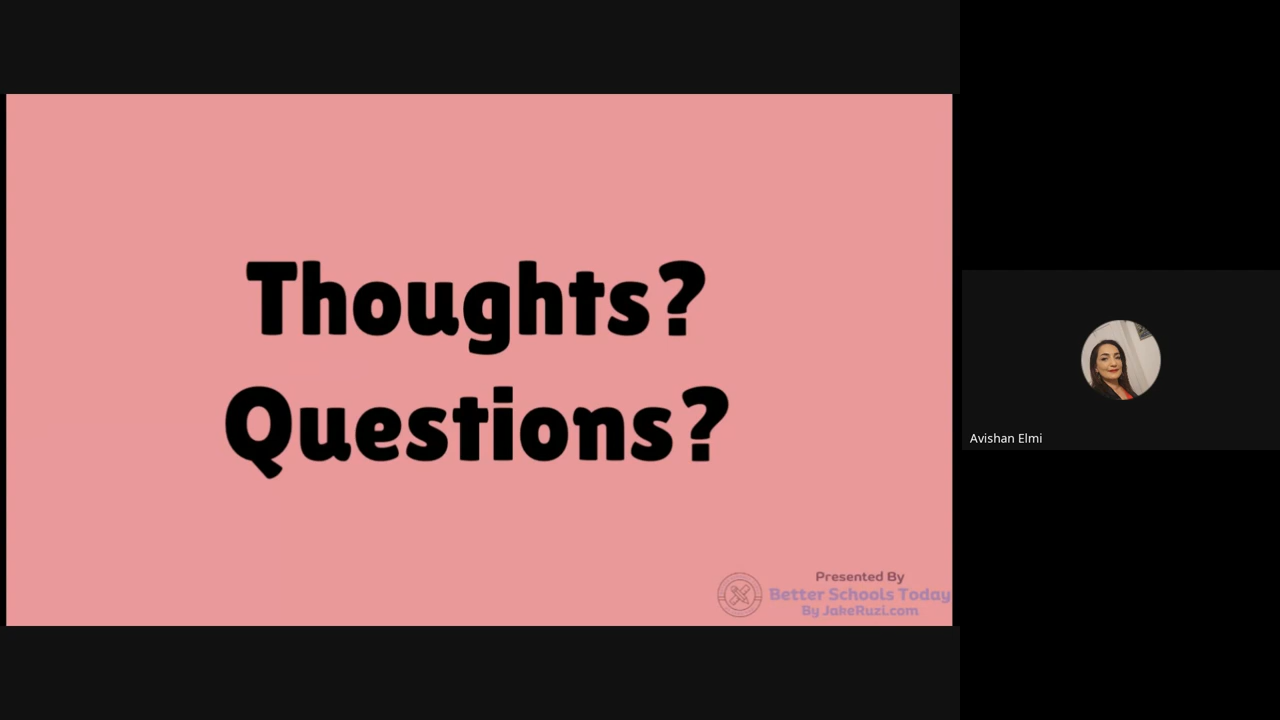 Thoughts?
Questions?
Presented By
Better Schools Today
By JakeRuzi.com
Avishan Elmi